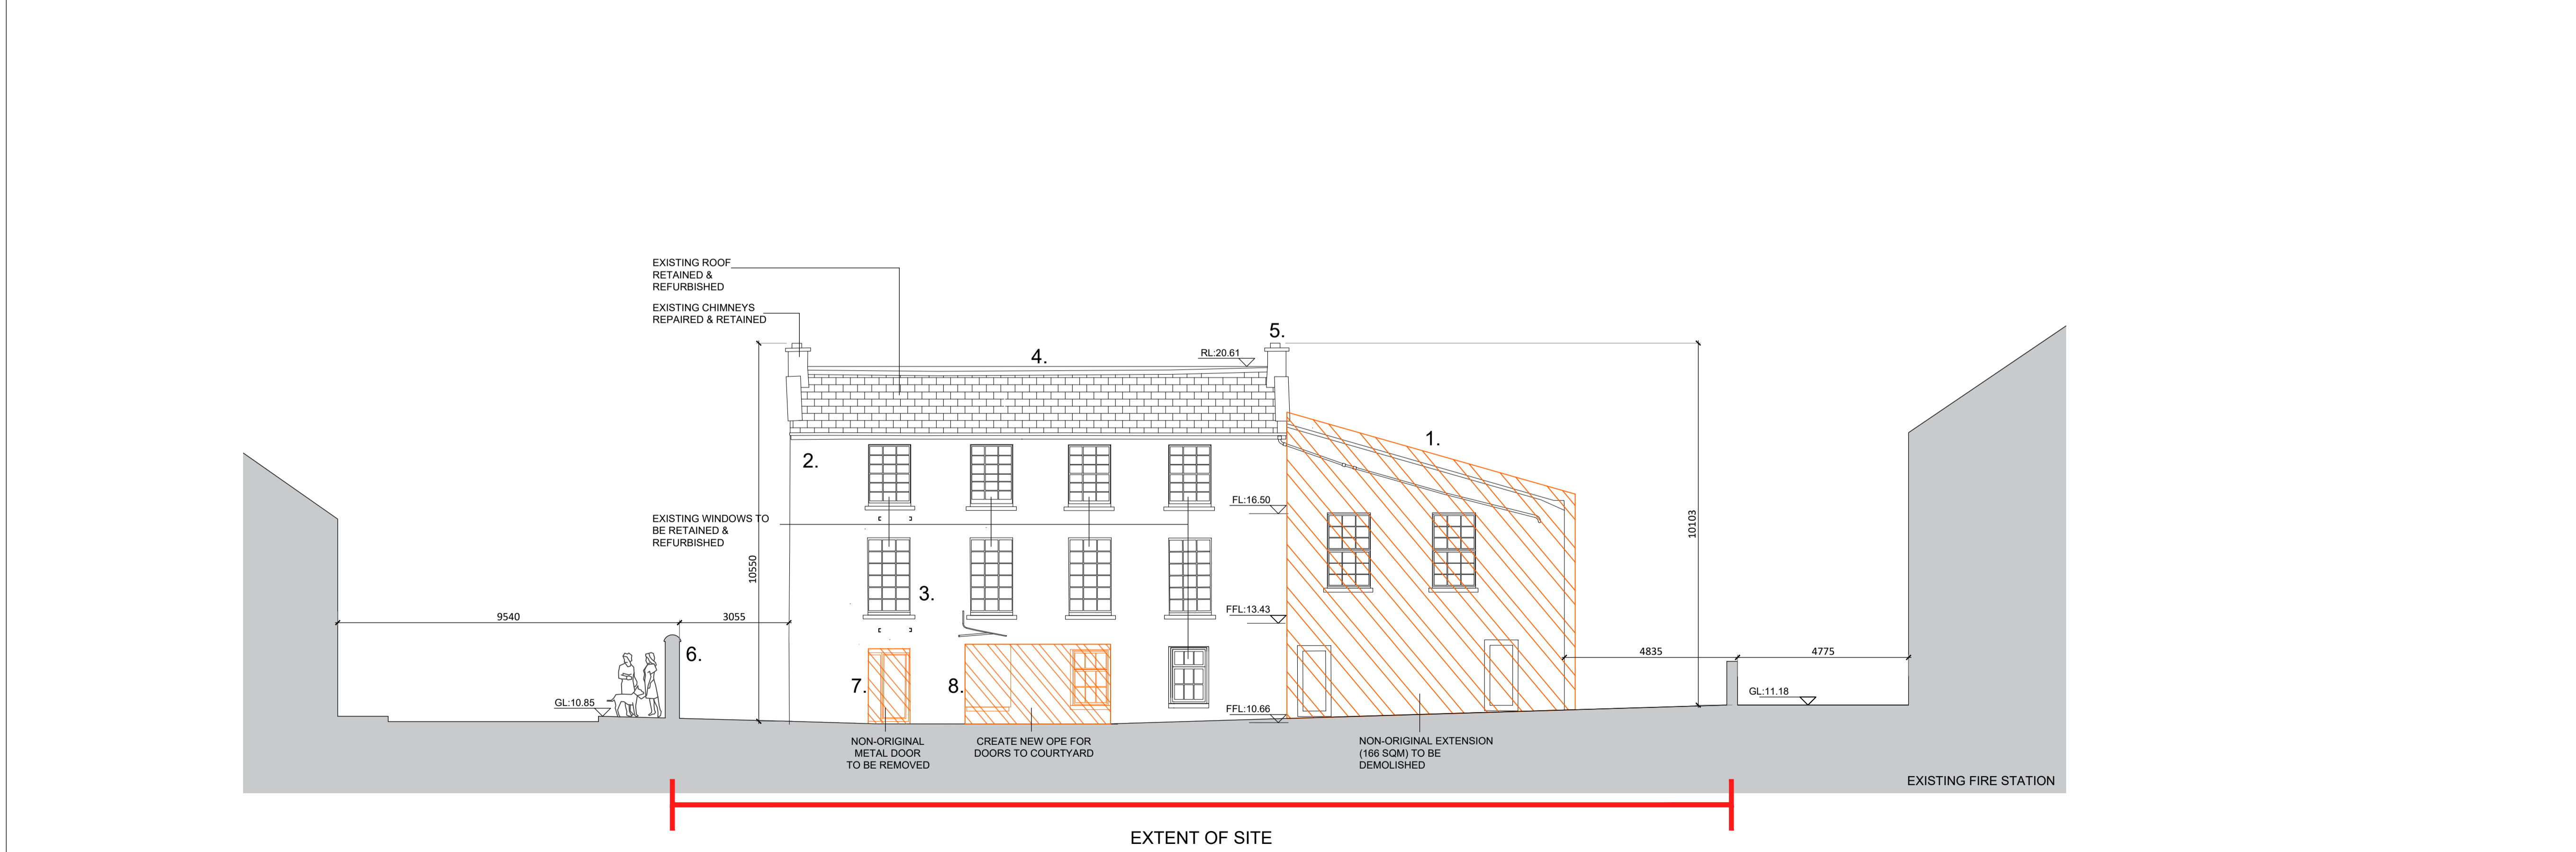 EXISTING ROOF
RETAINED &
REFURBISHED
EXISTING CHIMNEYS
REPAIRED & RETAINED
5.
4.
RL:20.61
1.
2.
FL:16.50
EXISTING WINDOWS TO
BE RETAINED &
REFURBISHED
10103
10550
3.
FFL:13.43
9540
3055
6.
4835
4775
7.
8.
GL:10.85
GL:11.18
FFL:10.66
NON-ORIGINAL
METAL DOOR
TO BE REMOVED
CREATE NEW OPE FOR
DOORS TO COURTYARD
NON-ORIGINAL EXTENSION
(166 SQM) TO BE
DEMOLISHED
EXISTING FIRE STATION
EXTENT OF SITE